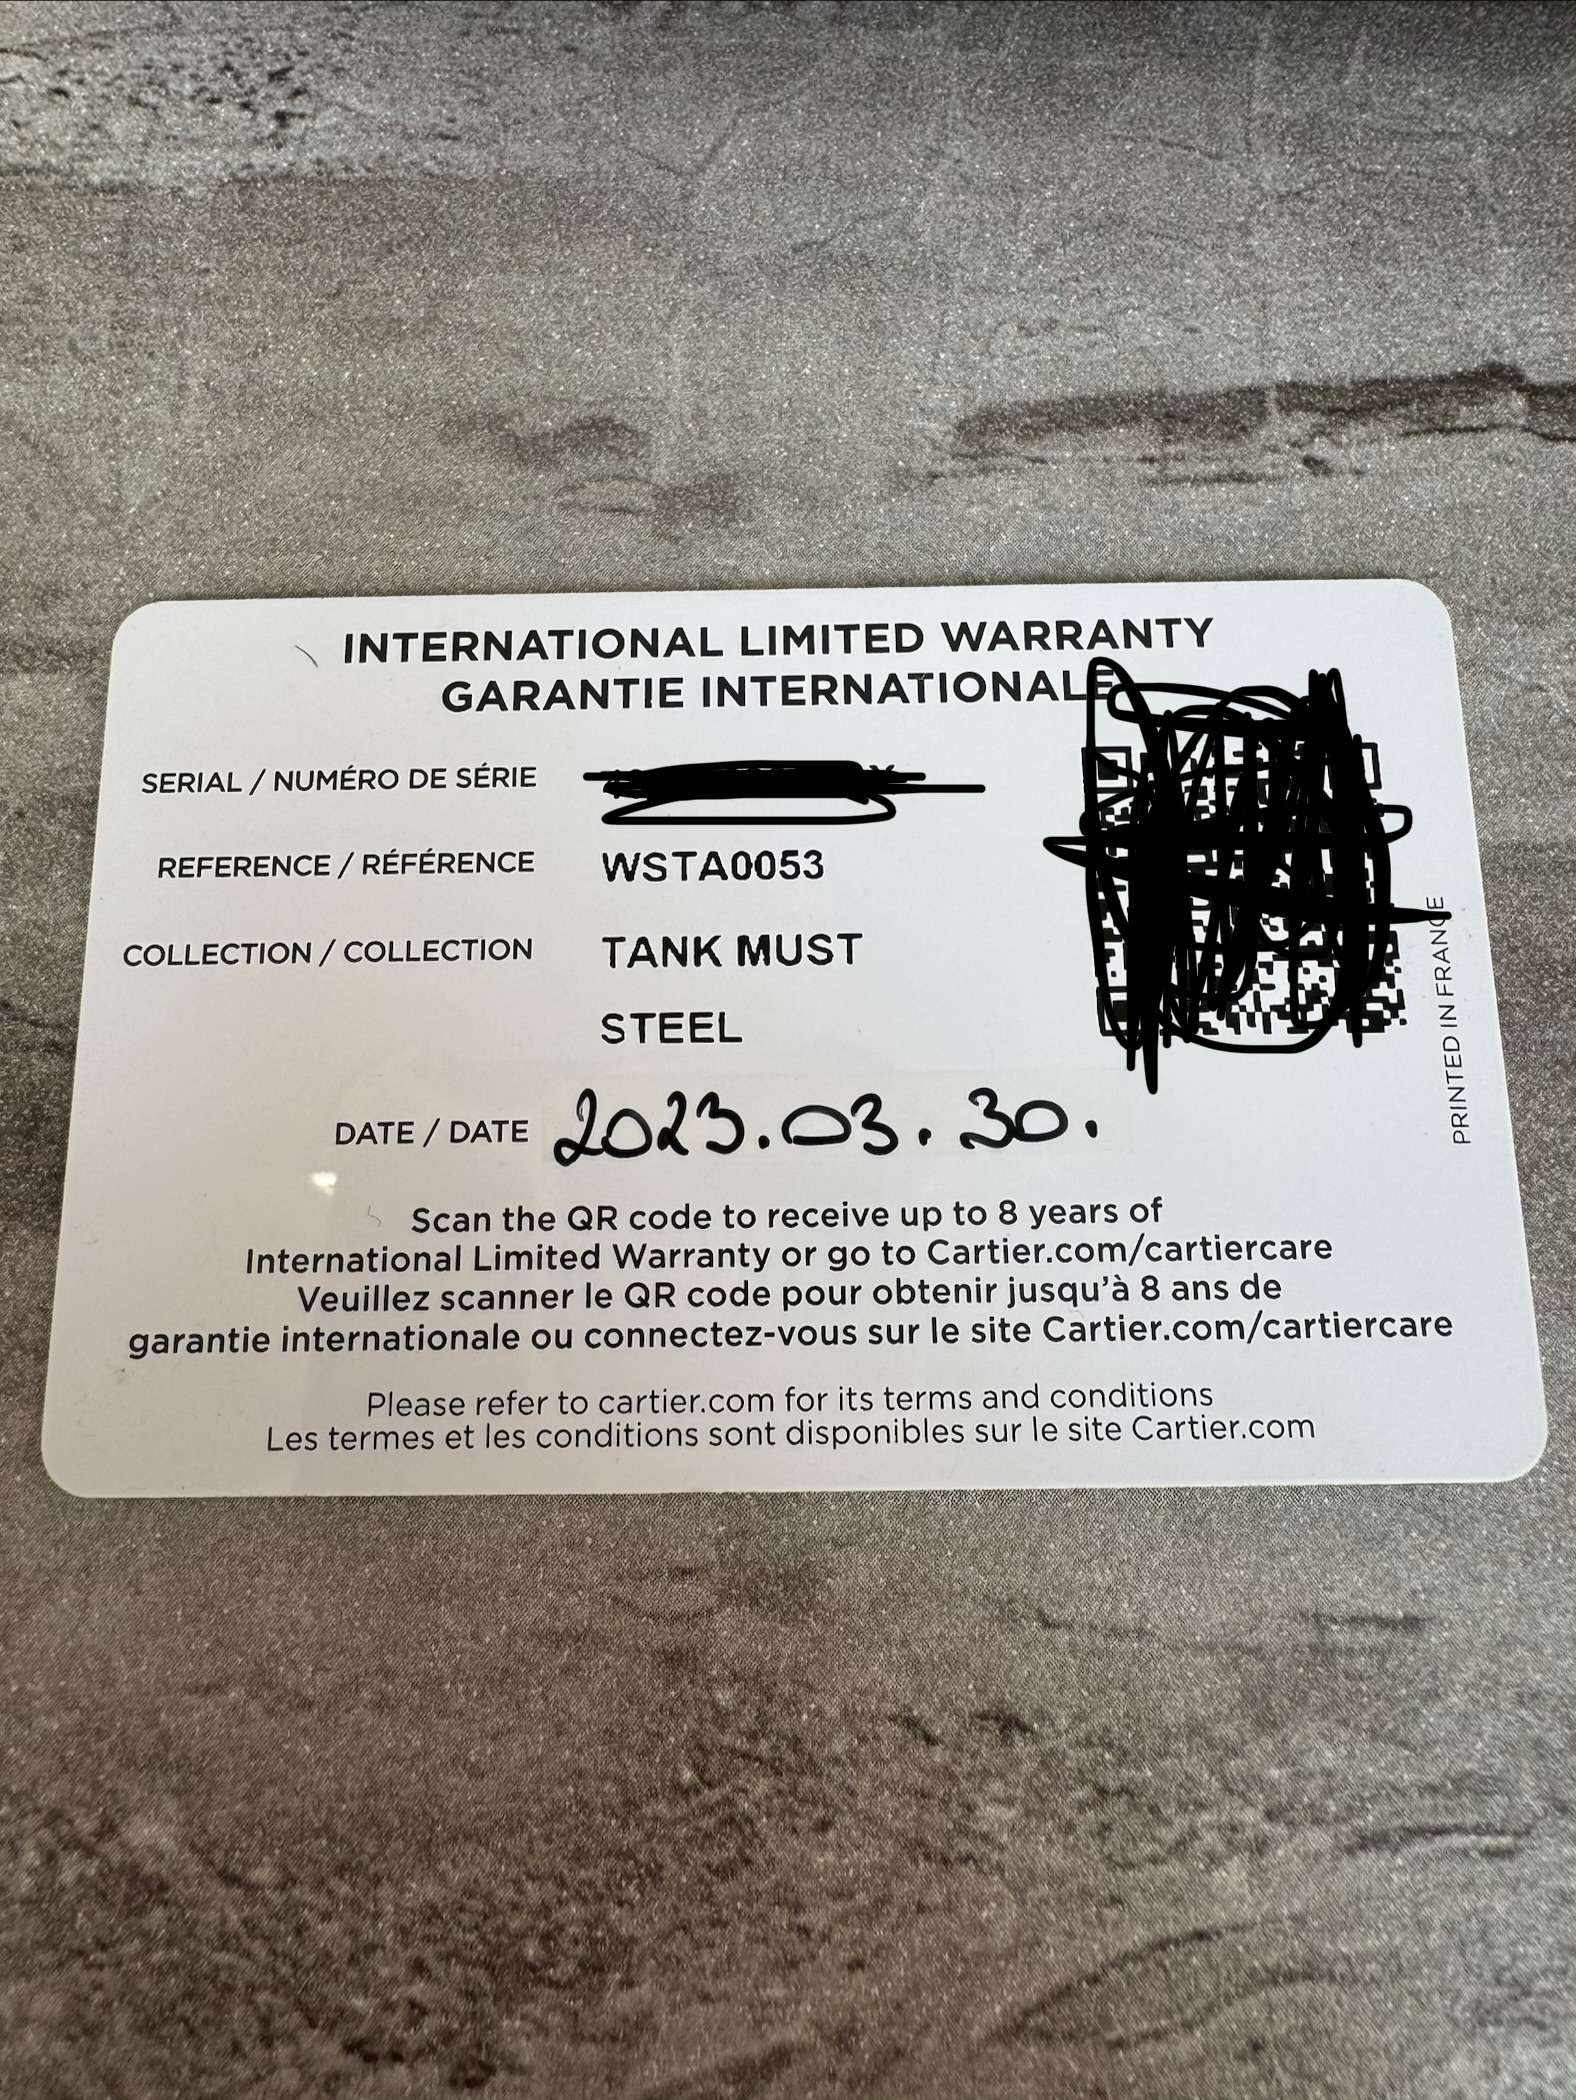 INTERNATIONAL LIMITED WARRANTY
GARANTIE INTERNATIONALE
SERIAL / NUMÉRO DE SÉRIE
REFERENCE / RÉFÉRENCE WSTA0053
COLLECTION / COLLECTION TANK MUST
STEEL
DATE / DATE 2023.03.30.
PRINTED IN FRANCE
Scan the QR code to receive up to 8 years of
International Limited Warranty or go to Cartier.com/cartiercare
Veuillez scanner le QR code pour obtenir jusqu'à 8 ans de
garantie internationale ou connectez-vous sur le site Cartier.com/cartiercare
Please refer to cartier.com for its terms and conditions
Les termes et les conditions sont disponibles sur le site Cartier.com